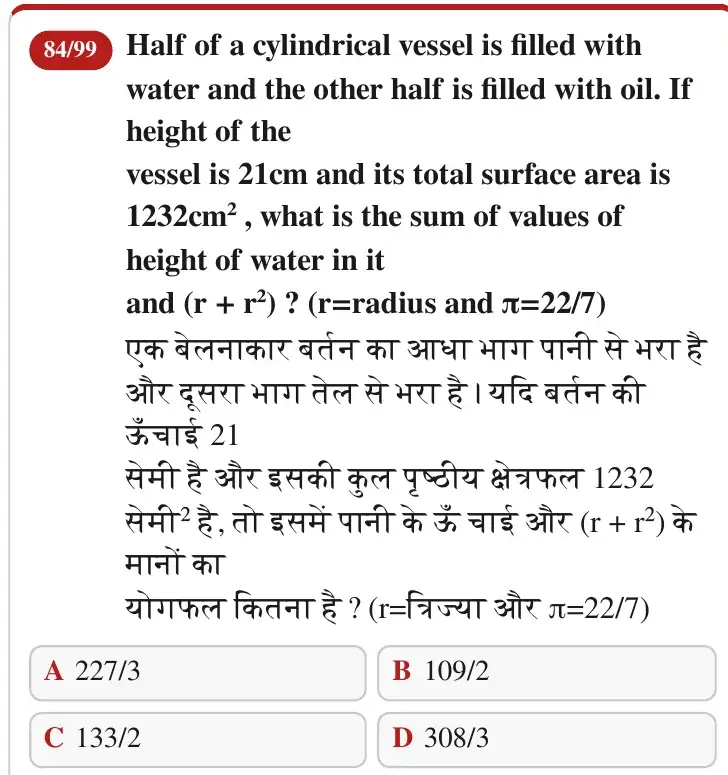 84/99 Half of a cylindrical vessel is filled with
water and the other half is filled with oil. If
height of the
vessel is 21cm and its total surface area is
1232cm² , what is the sum of values of
height of water in it
and (r + r²) ? (r=radius and π=22/7)
एक बेलनाकार बर्तन का आधा भाग पानी से भरा है
और दूसरा भाग तेल से भरा है। यदि बर्तन की
ऊँचाई 21
सेमी है और इसकी कुल पृष्ठीय क्षेत्रफल 1232
सेमी² है, तो इसमें पानी के ऊँ चाई और (r + r²) के
मानों का
योगफल कितना है ? (r=त्रिज्या और π=22/7)
A 227/3
B 109/2
C 133/2
D 308/3